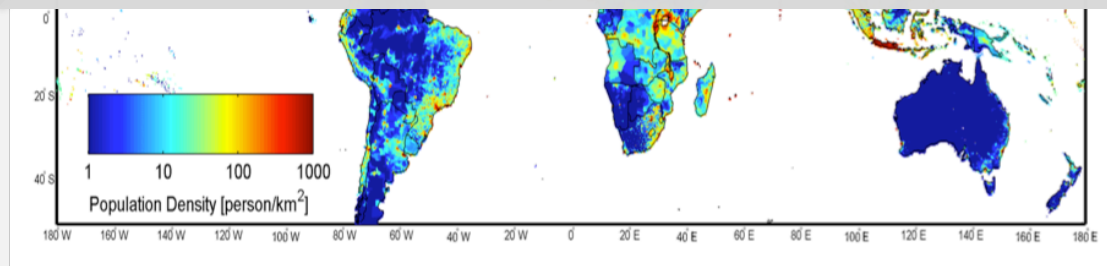 0
20 S
1 10 100 1000
40 S
Population Density [person/km²]
180 W 160 W 140 W 120 W 100 W 80 W 60 W 40 W 20 W 0 20 E 40 E 60 E 80 E 100 E 120 E 140 E 160 E 180 E